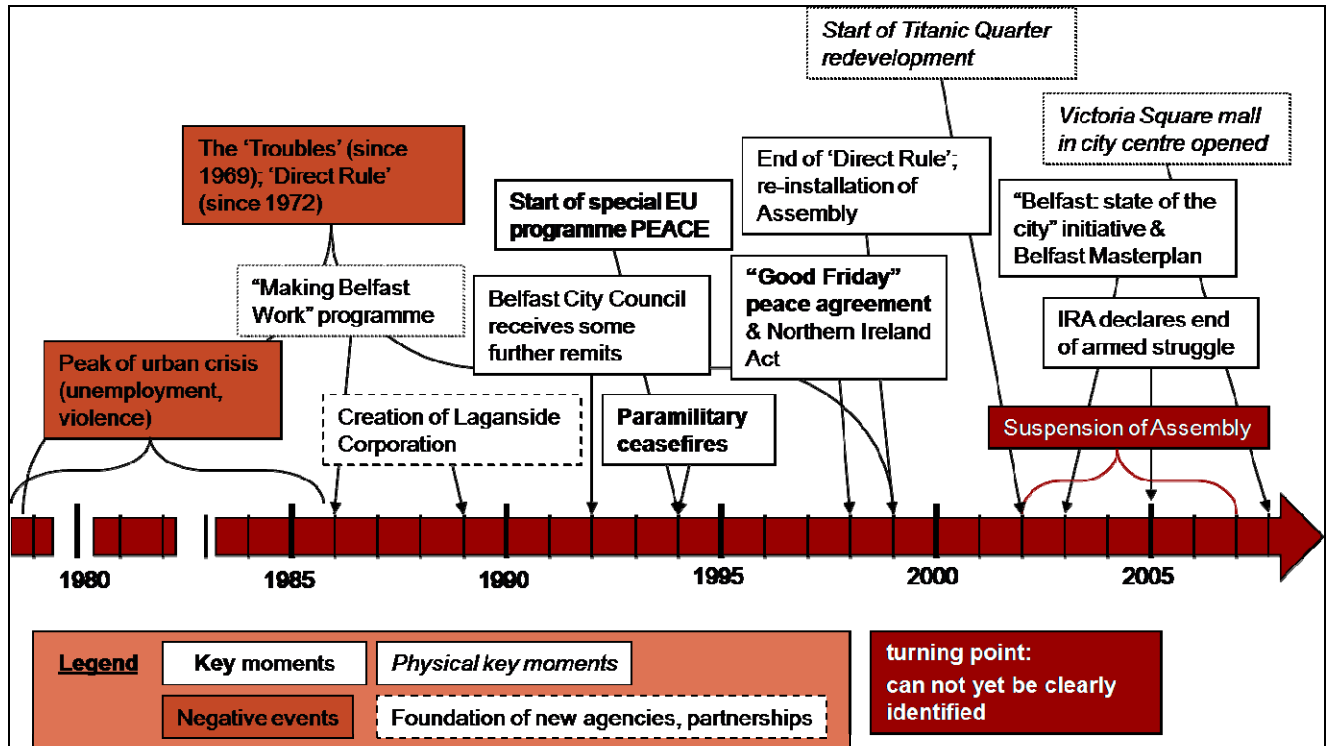 Start of Titanic Quarter
redevelopment
Victoria Square mall
in city centre opened
The ‘Troubles’ (since
1969); ‘Direct Rule’
(since 1972)
End of ‘Direct Rule’;
re-installation of
Assembly
Start of special EU
programme PEACE
“Belfast: state of the
city” initiative &
Belfast Masterplan
“Making Belfast
Work” programme
Belfast City Council
receives some
further remits
“Good Friday”
peace agreement
& Northern Ireland
Act
IRA declares end
of armed struggle
Peak of urban crisis
(unemployment,
violence)
Creation of Laganside
Corporation
Paramilitary
ceasefires
Suspension of Assembly
1980
1985
1990
1995
2000
2005
Legend
Key moments
Physical key moments
Negative events
Foundation of new agencies, partnerships
turning point:
can not yet be clearly
identified